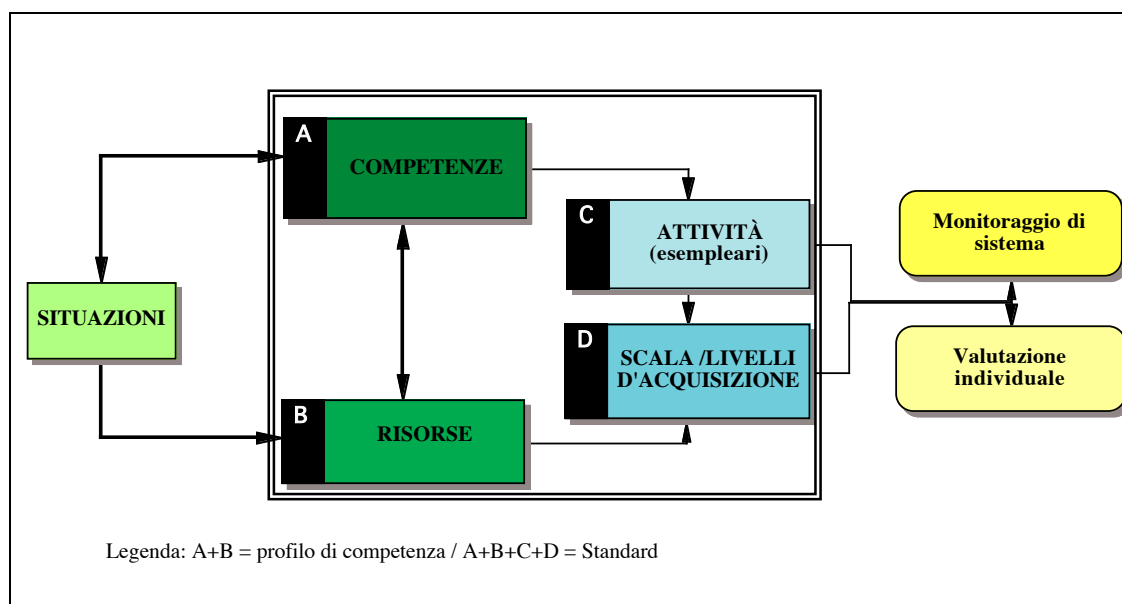 A
COMPETENZE
C
ATTIVITÀ
(esempleari)
Monitoraggio di
sistema
SITUAZIONI
D
SCALA /LIVELLI
D'ACQUISIZIONE
Valutazione
individuale
B
RISORSE
Legenda: A+B = profilo di competenza / A+B+C+D = Standard